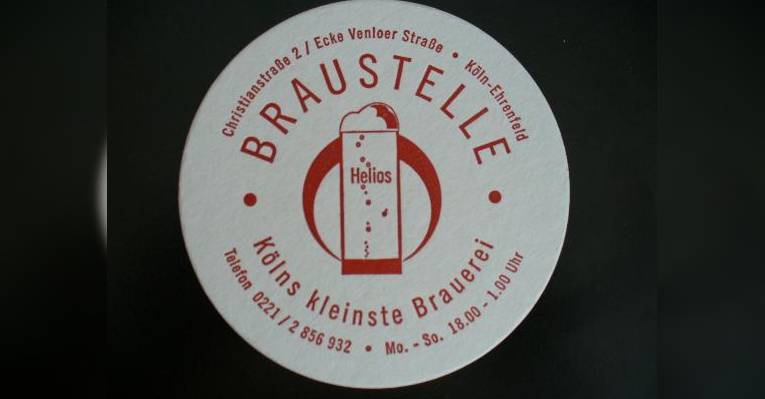 Christianstraße 2 / Ecke Venloer Straße • Köln-Ehrenfeld
BRAUSTELLE
Helios
Kölns kleinste Brauerei
Telefon 0221 / 2 856 932 • Mo. - So. 18.00 - 1.00 Uhr